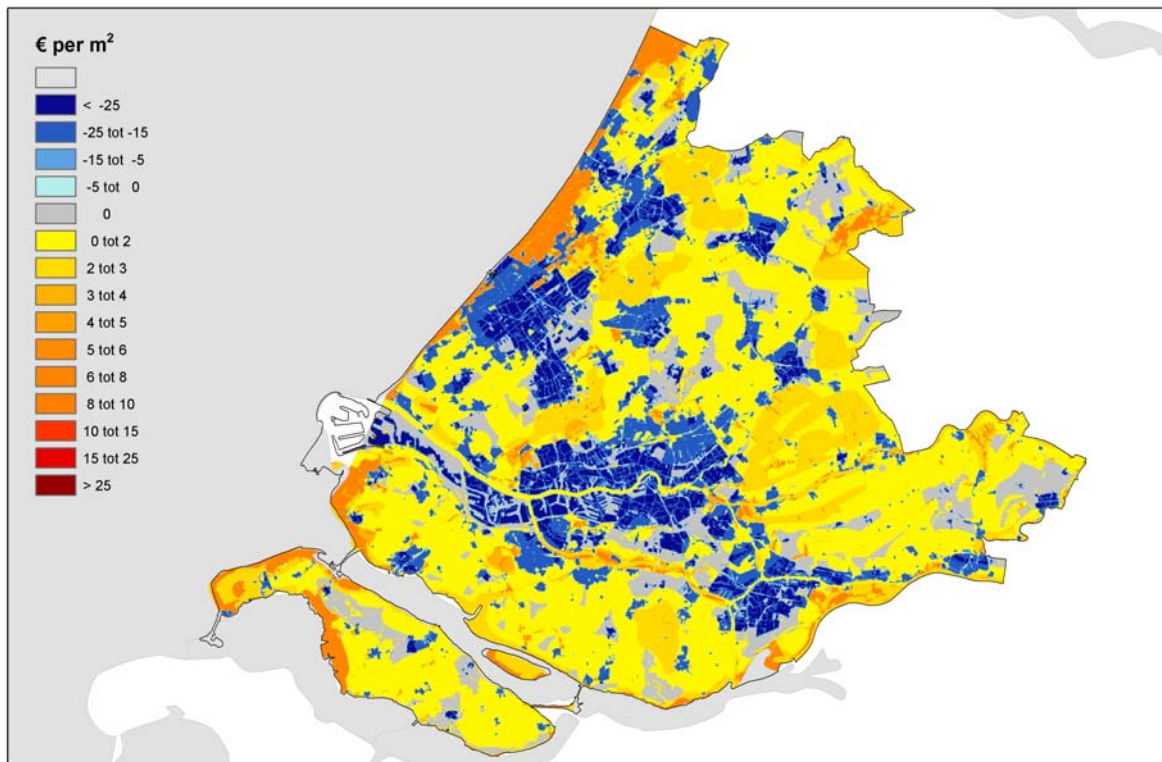 € per m²
< -25
-25 tot -15
-15 tot -5
-5 tot 0
0
0 tot 2
2 tot 3
3 tot 4
4 tot 5
5 tot 6
6 tot 8
8 tot 10
10 tot 15
15 tot 25
> 25